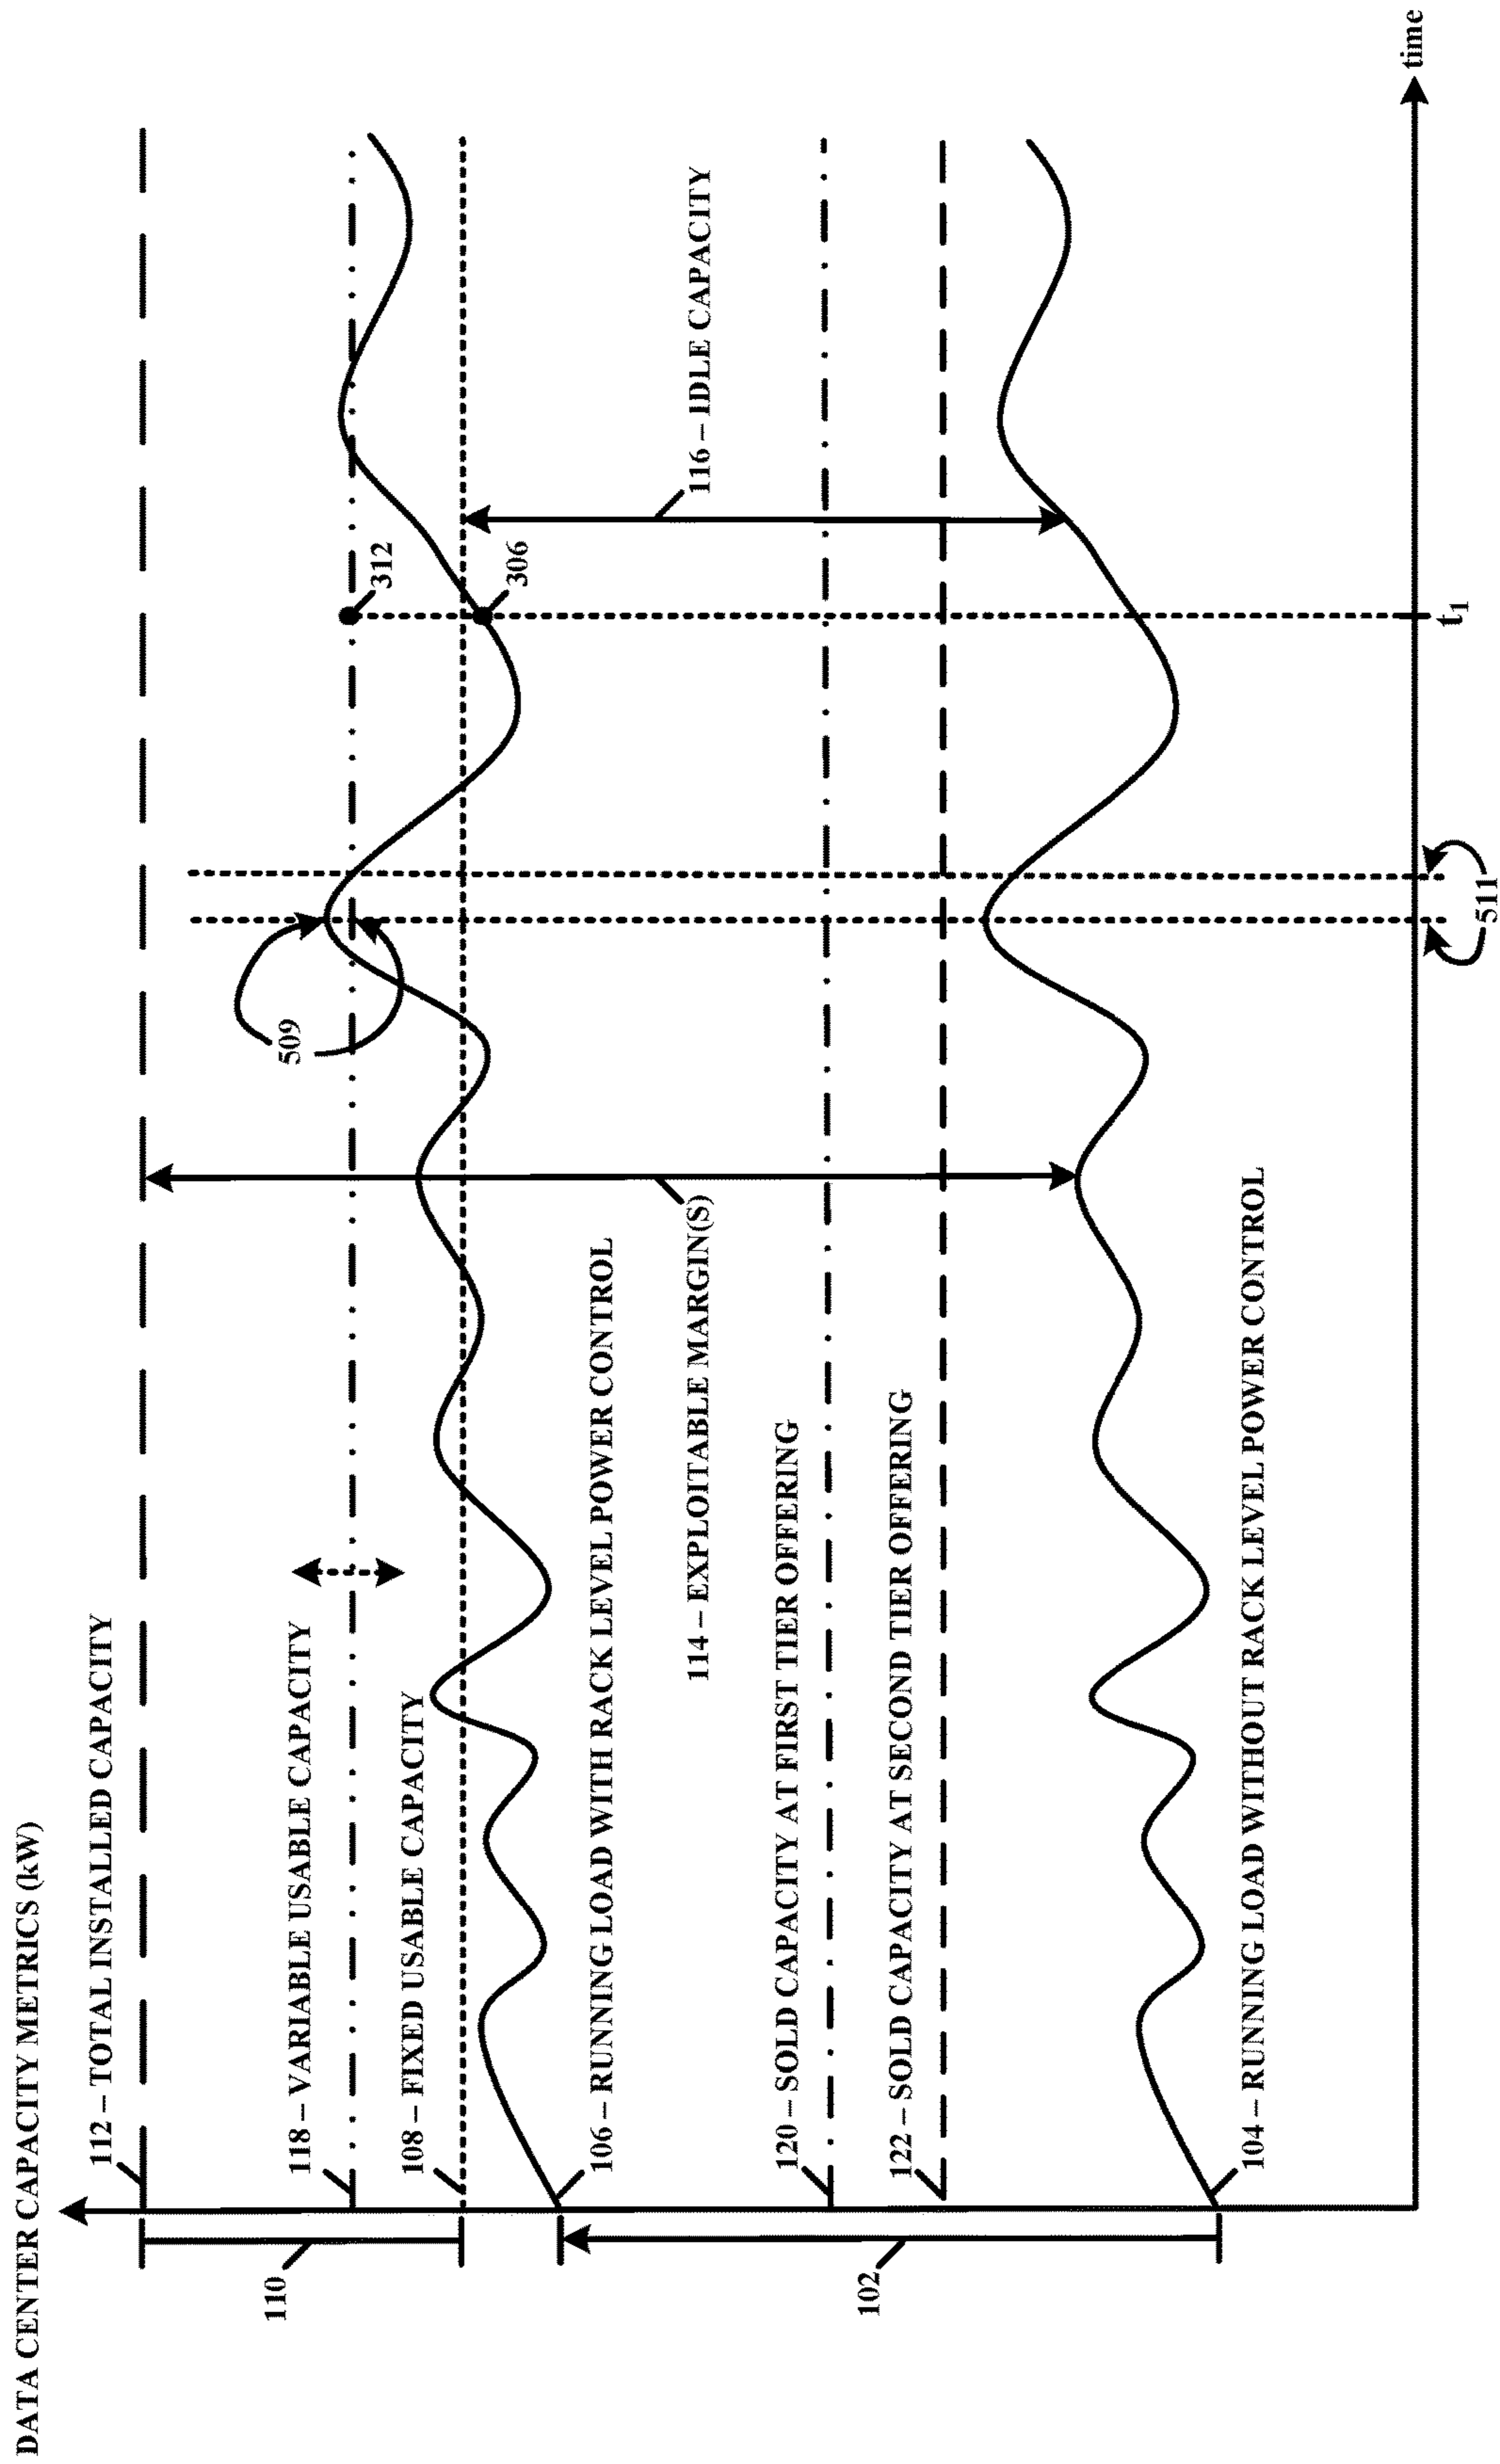 DATA CENTER CAPACITY METRICS (kW)
112 – TOTAL INSTALLED CAPACITY
110
118 – VARIABLE USABLE CAPACITY
509
312
108 – FIXED USABLE CAPACITY
306
106 – RUNNING LOAD WITH RACK LEVEL POWER CONTROL
114 – EXPLOITABLE MARGIN(S)
116 – IDLE CAPACITY
120 – SOLD CAPACITY AT FIRST TIER OFFERING
102
122 – SOLD CAPACITY AT SECOND TIER OFFERING
104 – RUNNING LOAD WITHOUT RACK LEVEL POWER CONTROL
time
t1
511